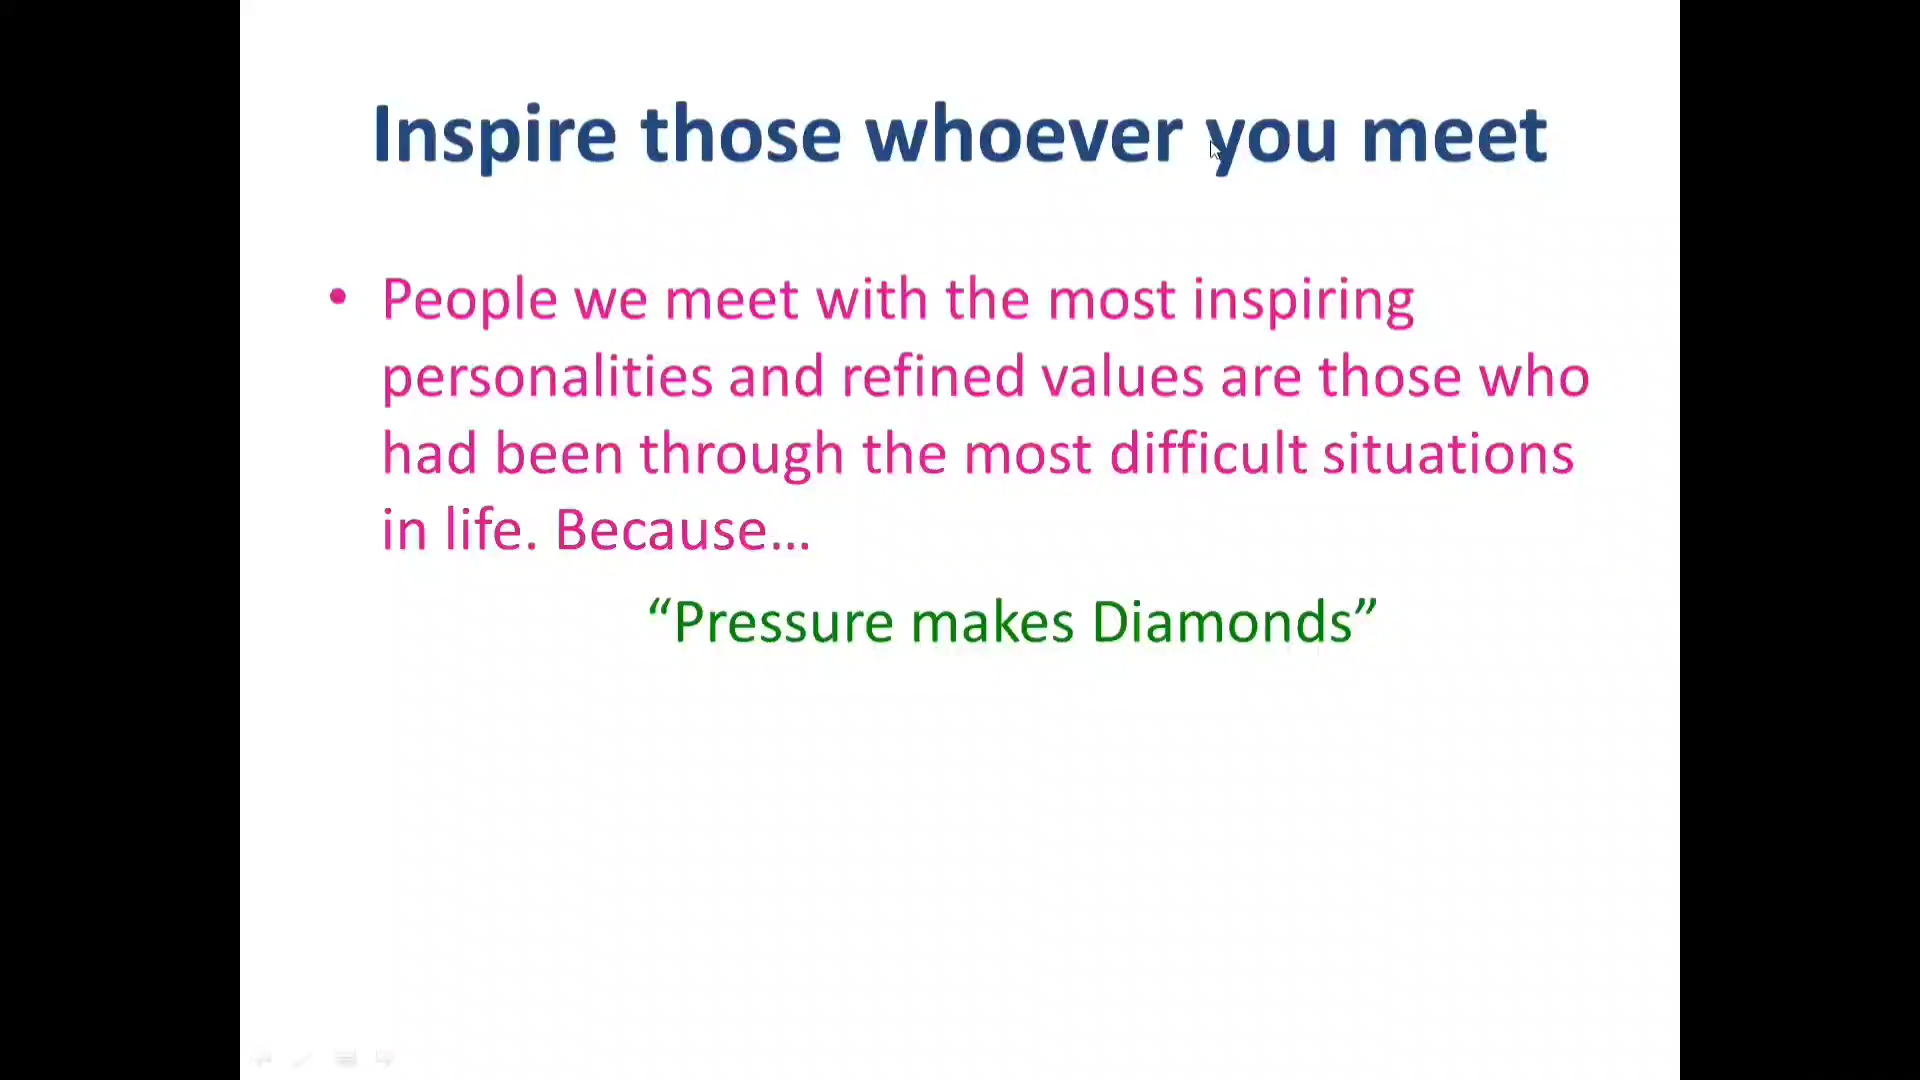 Inspire those whoever you meet
• People we meet with the most inspiring
personalities and refined values are those who
had been through the most difficult situations
in life. Because…
“Pressure makes Diamonds”